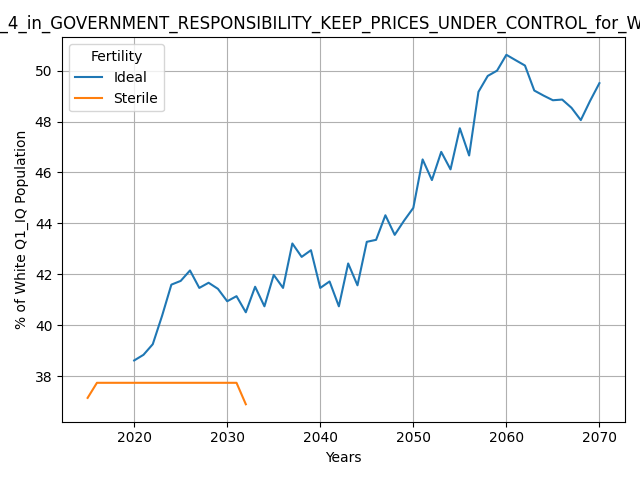 _4_in_GOVERNMENT_RESPONSIBILITY_KEEP_PRICES_UNDER_CONTROL_for_W
Fertility
Ideal
Sterile
% of White Q1_IQ Population
50
48
46
44
42
40
38
2020 2030 2040 2050 2060 2070
Years